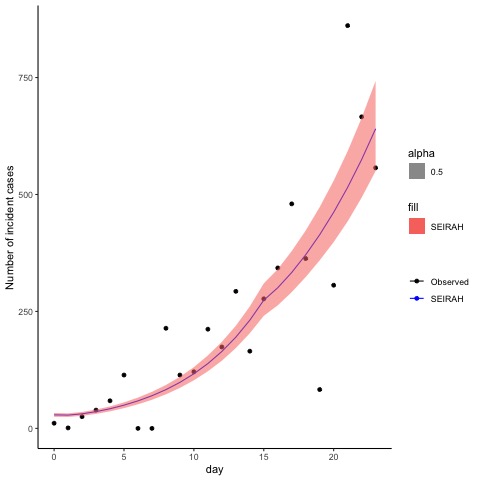 Number of incident cases
750
500
250
0
0
5
10
15
20
day
alpha
0.5
fill
SEIRAH
Observed
SEIRAH